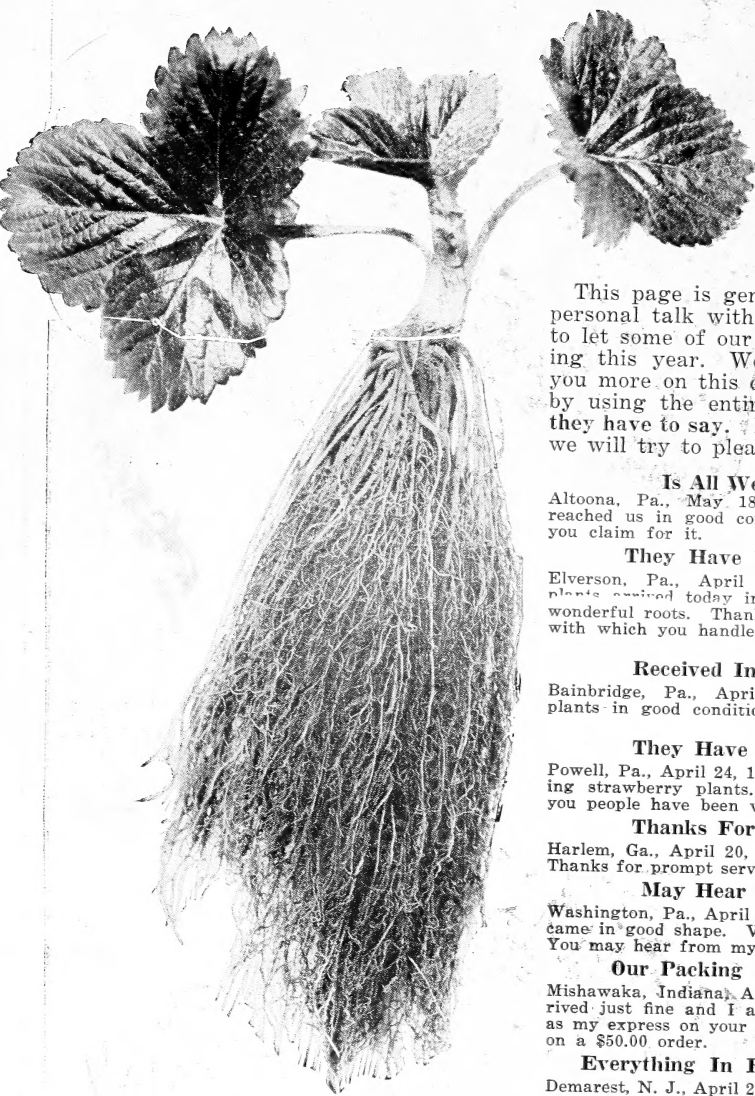 This page is gen
personal talk with
to let some of our
ing this year. We
you more on this
by using the entir
they have to say.
we will try to plea
Is All We
Altoona, Pa., May 18
reached us in good co
you claim for it.
They Have
Elverson, Pa., April
plants arrived today in
wonderful roots. Than
with which you handle
Received In
Bainbridge, Pa., Apri
plants in good conditio
They Have
Powell, Pa., April 24, 1
ing strawberry plants.
you people have been v
Thanks For
Harlem, Ga., April 20,
Thanks for prompt serv
May Hear
Washington, Pa., April
came in good shape. V
You may hear from my
Our Packing
Mishawaka, Indiana, A
rived just fine and I a
as my express on your
on a $50.00 order.
Everything In
Demarest, N. J., April 2